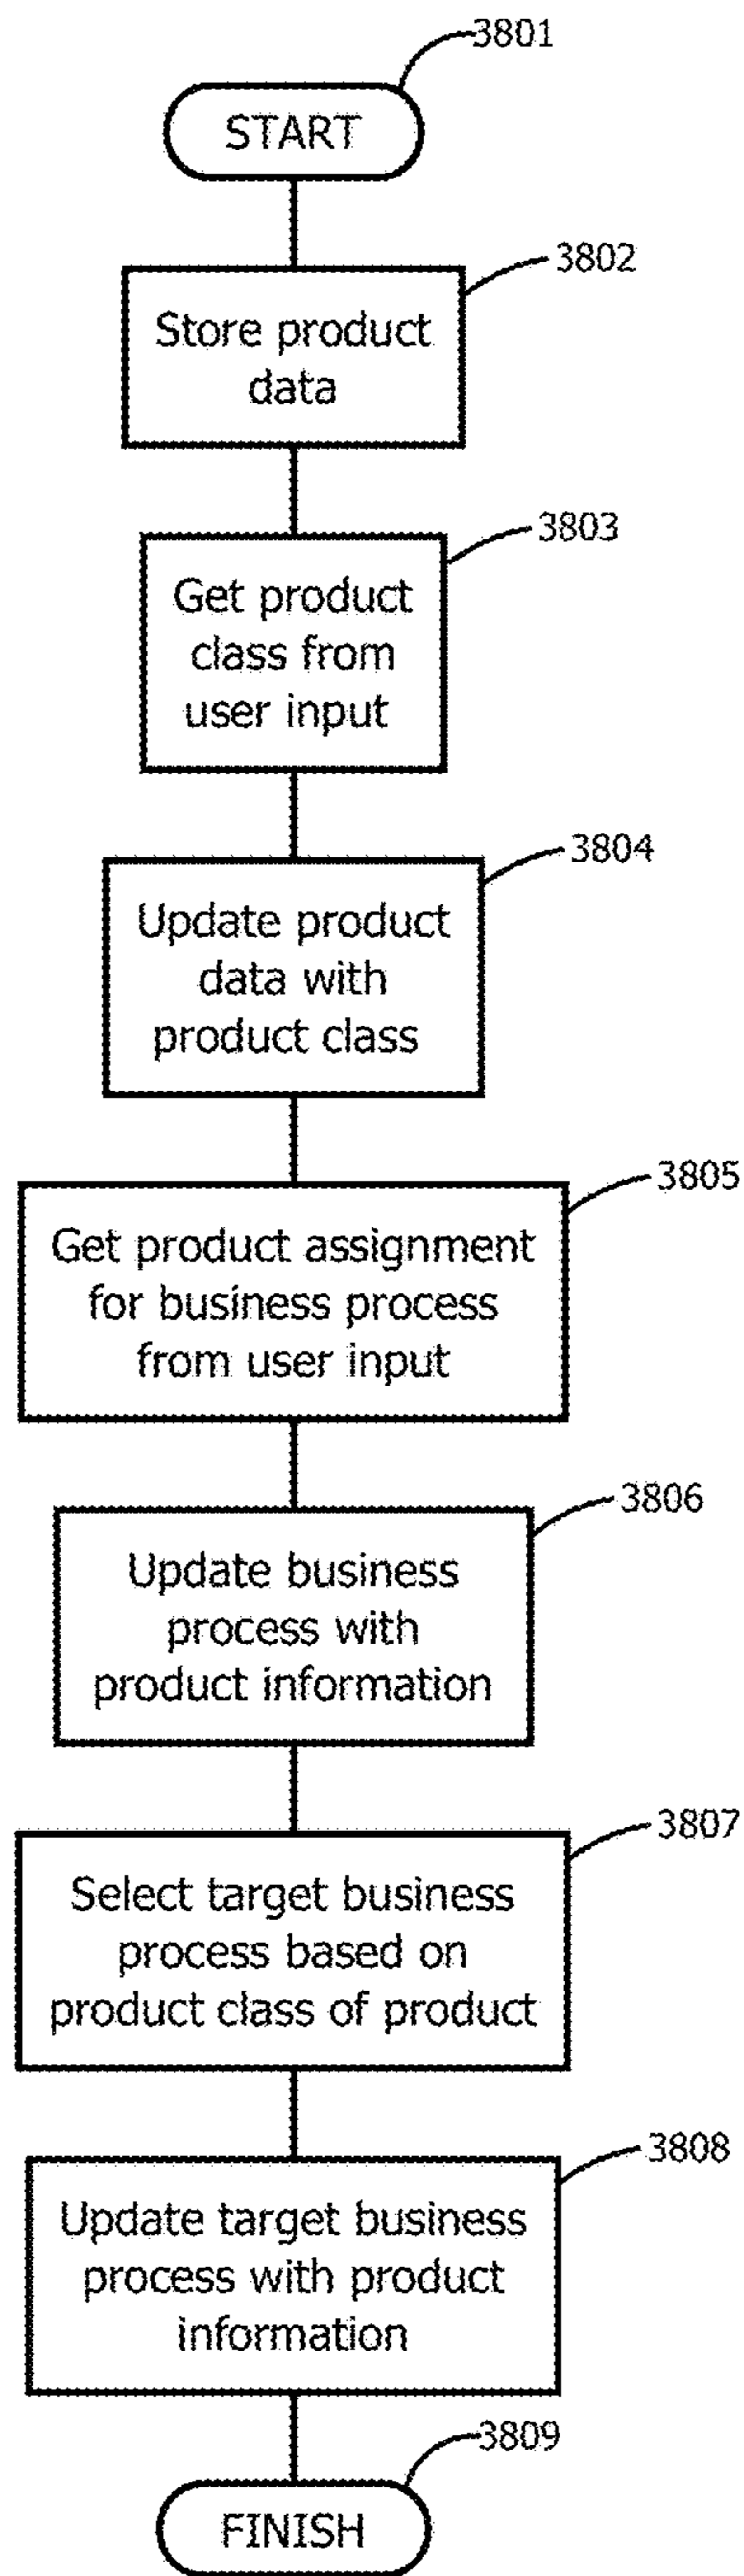 3801
START
3802
Store product
data
3803
Get product
class from
user input
3804
Update product
data with
product class
3805
Get product assignment
for business process
from user input
3806
Update business
process with
product information
3807
Select target business
process based on
product class of product
3808
Update target business
process with product
information
3809
FINISH